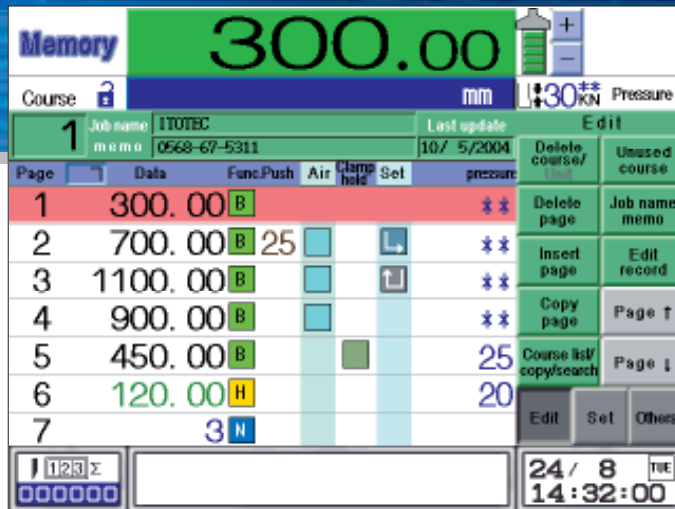 Memory 300.00 + −
Course mm 30** KN Pressure
1 Job name ITOTEC Last update Edit
memo 0568-67-5311 10/ 5/2004
Page Data Func. Push Air Clamp hold Set pressure
1 300. 00 B **
2 700. 00 B 25 **
3 1100. 00 B **
4 900. 00 B **
5 450. 00 B 25
6 120. 00 H 20
7 3 N
Delete course/ Unit Unused course
Delete page Job name memo
Insert page Edit record
Copy page Page ↑
Course list/ copy/search Page ↓
Edit Set Others
123 Σ
000000
24/ 8 TUE
14:32:00